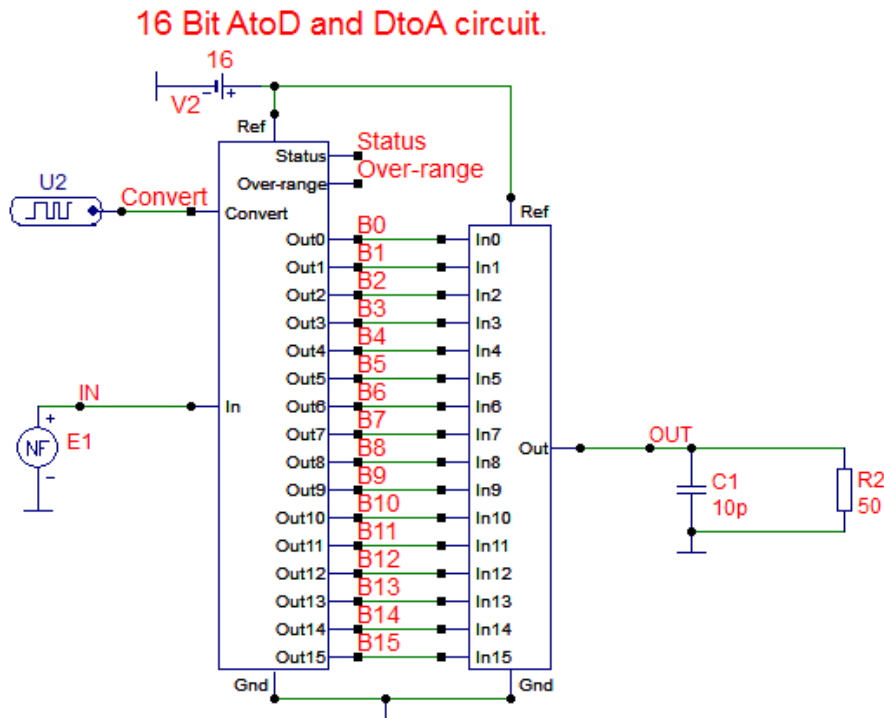 16 Bit AtoD and DtoA circuit.
16
V2
- +
Ref
Status Status
Over-range Over-range
U2
Convert
Convert
Ref
Out0 B0 In0
Out1 B1 In1
Out2 B2 In2
Out3 B3 In3
Out4 B4 In4
Out5 B5 In5
IN
+
In
Out6 B6 In6
NF E1
-
Out7 B7 In7
Out OUT
Out8 B8 In8
Out9 B9 In9
C1
10p
R2
50
Out10 B10 In10
Out11 B11 In11
Out12 B12 In12
Out13 B13 In13
Out14 B14 In14
Out15 B15 In15
Gnd Gnd